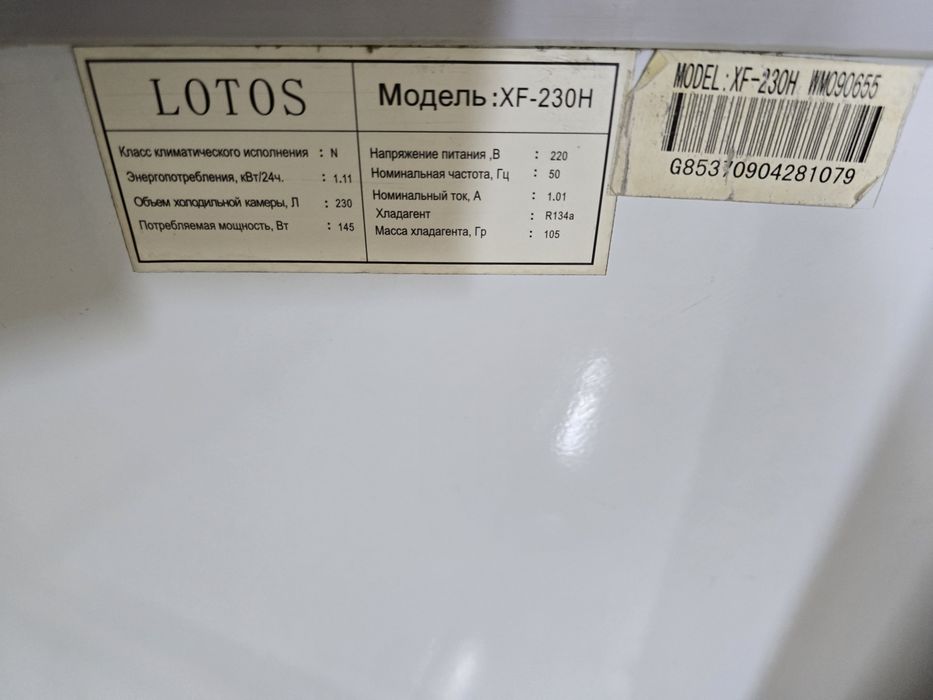 LOTOS
Модель:XF-230H
Класс климатического исполнения : N
Энергопотребления, кВт/24ч. : 1.11
Объем холодильной камеры, Л : 230
Потребляемая мощность, Вт : 145
Напряжение питания ,В : 220
Номинальная частота, Гц : 50
Номинальный ток, А : 1.01
Хладагент : R134a
Масса хладагента, Гр : 105
MODEL:XF-230H WM090655
G85370904281079